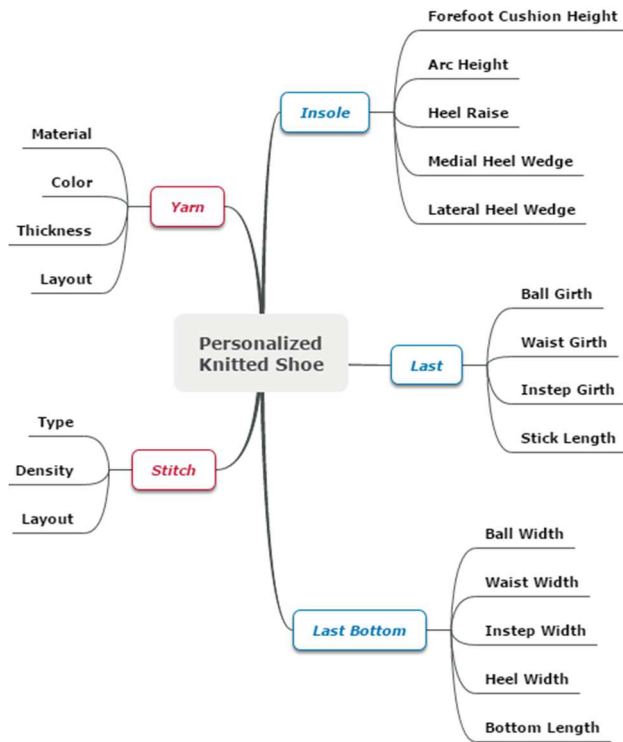 Personalized
Knitted Shoe
Yarn
Material
Color
Thickness
Layout
Stitch
Type
Density
Layout
Insole
Forefoot Cushion Height
Arc Height
Heel Raise
Medial Heel Wedge
Lateral Heel Wedge
Last
Ball Girth
Waist Girth
Instep Girth
Stick Length
Last Bottom
Ball Width
Waist Width
Instep Width
Heel Width
Bottom Length